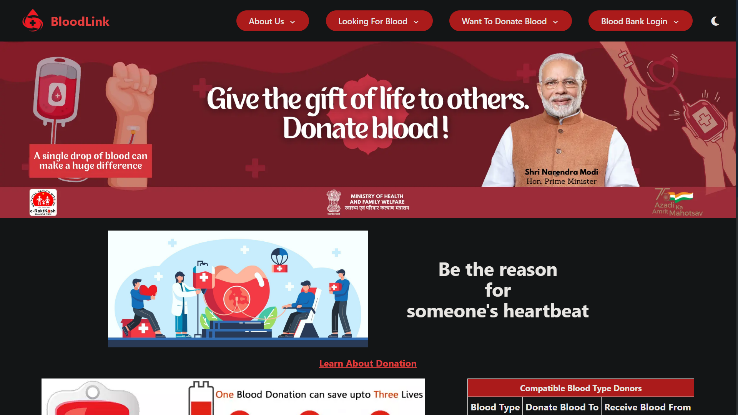 BloodLink
About Us
Looking For Blood
Want To Donate Blood
Blood Bank Login
Give the gift of life to others.
Donate blood !
A single drop of blood can
make a huge difference
Shri Narendra Modi
Hon. Prime Minister
e-RaktKosh
MINISTRY OF HEALTH
AND FAMILY WELFARE
स्वास्थ्य एवं परिवार कल्याण मंत्रालय
Azadi Ka
Amrit Mahotsav
Be the reason
for
someone's heartbeat
Learn About Donation
One Blood Donation can save upto Three Lives
Compatible Blood Type Donors
Blood Type
Donate Blood To
Receive Blood From